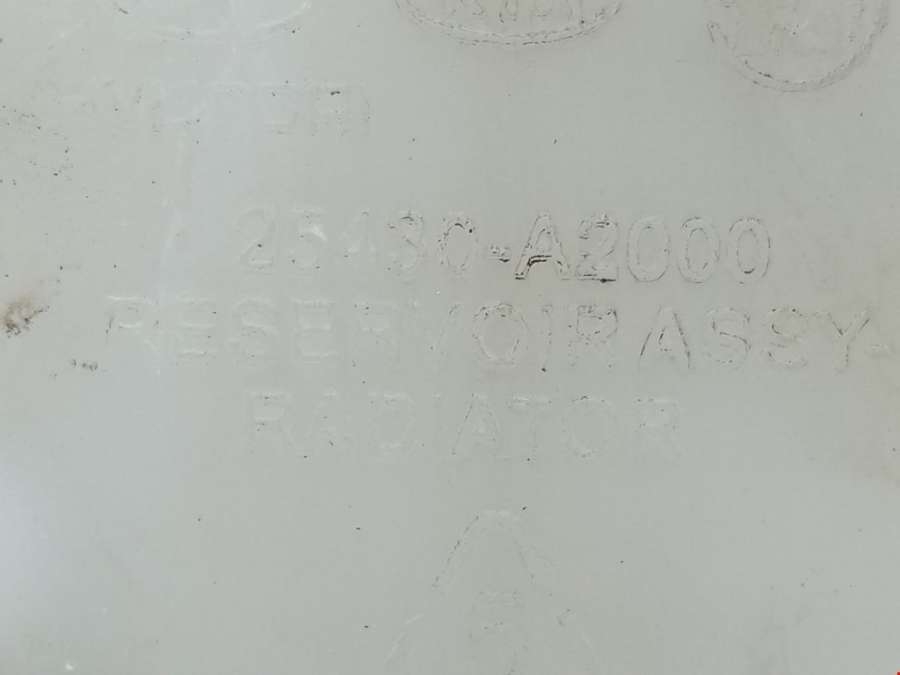 25430-A2000
RESERVOIR ASSY-
RADIATOR